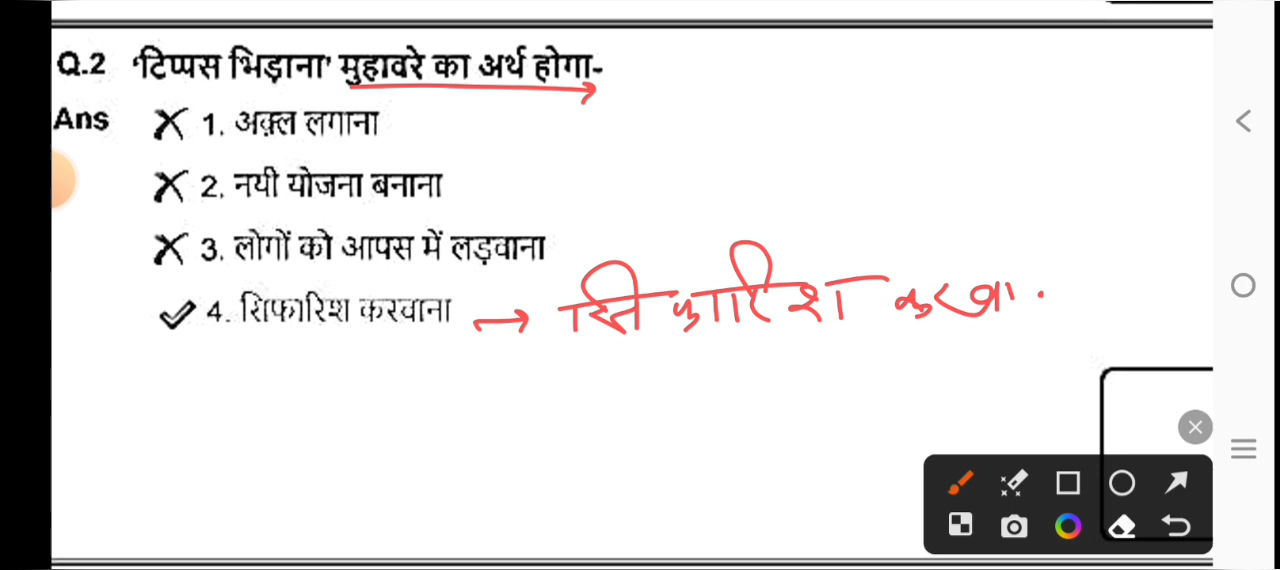 Q.2 'टिप्पस भिड़ाना' मुहावरे का अर्थ होगा-
Ans 1. अक़्ल लगाना
2. नयी योजना बनाना
3. लोगों को आपस में लड़वाना
4. सिफारिश करवाना → सिफारिश